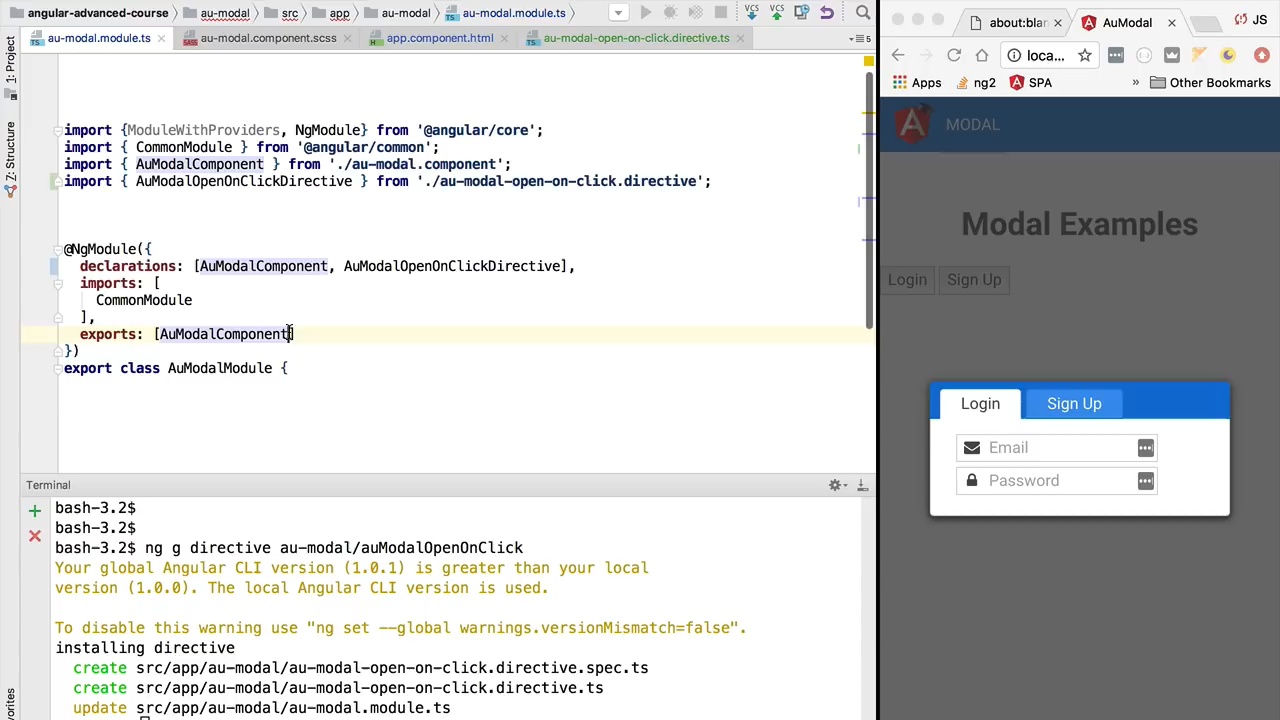 angular-advanced-course
au-modal
src
app
au-modal
au-modal.module.ts
au-modal.module.ts
au-modal.component.scss
app.component.html
au-modal-open-on-click.directive.ts
1: Project
Z: Structure
import {ModuleWithProviders, NgModule} from '@angular/core';
import { CommonModule } from '@angular/common';
import { AuModalComponent } from './au-modal.component';
import { AuModalOpenOnClickDirective } from './au-modal-open-on-click.directive';
@NgModule({
declarations: [AuModalComponent, AuModalOpenOnClickDirective],
imports: [
CommonModule
],
exports: [AuModalComponent]
})
export class AuModalModule {
Terminal
bash-3.2$
bash-3.2$
bash-3.2$ ng g directive au-modal/auModalOpenOnClick
Your global Angular CLI version (1.0.1) is greater than your local
version (1.0.0). The local Angular CLI version is used.
To disable this warning use "ng set --global warnings.versionMismatch=false".
installing directive
create src/app/au-modal/au-modal-open-on-click.directive.spec.ts
create src/app/au-modal/au-modal-open-on-click.directive.ts
update src/app/au-modal/au-modal.module.ts
VCS
VCS
about:blan
AuModal
JS
loca...
Apps
ng2
SPA
»
Other Bookmarks
MODAL
Modal Examples
Login
Sign Up
Login
Sign Up
Email
Password